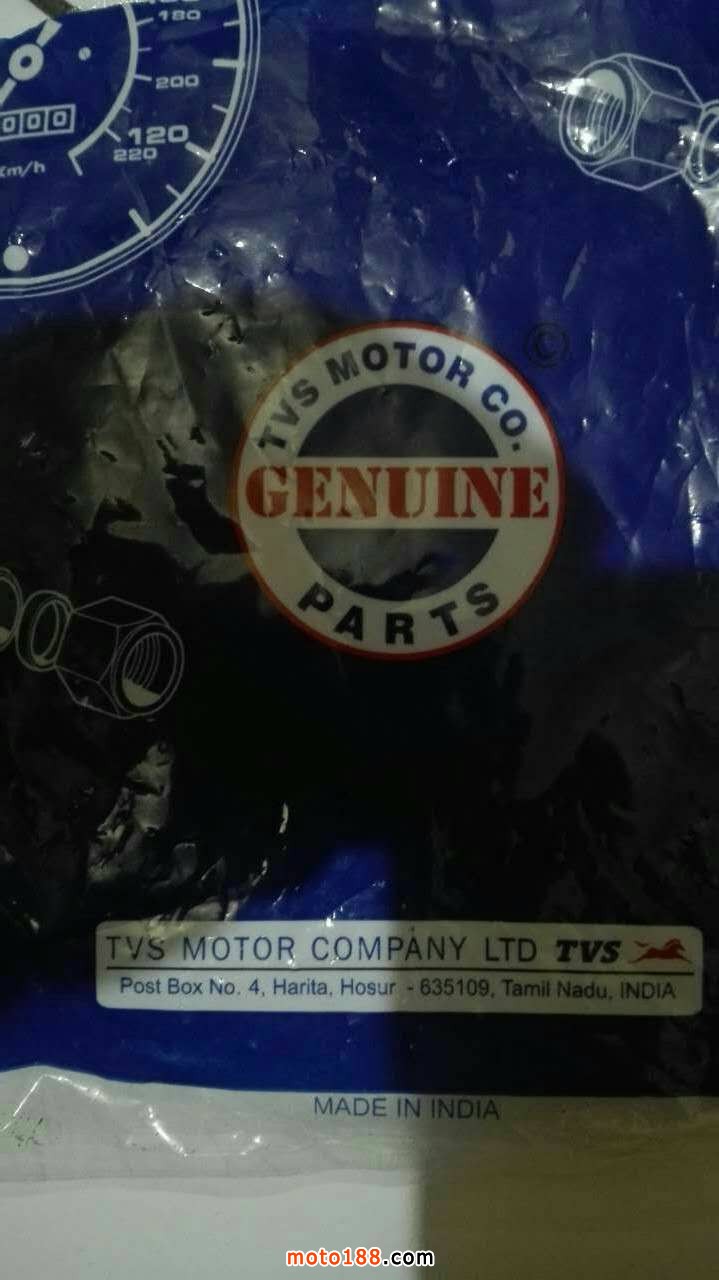 180
200
120
220
Km/h
©
TVS MOTOR CO.
GENUINE
PARTS
TVS MOTOR COMPANY LTD TVS
Post Box No. 4, Harita, Hosur - 635109, Tamil Nadu, INDIA
MADE IN INDIA
moto188.com